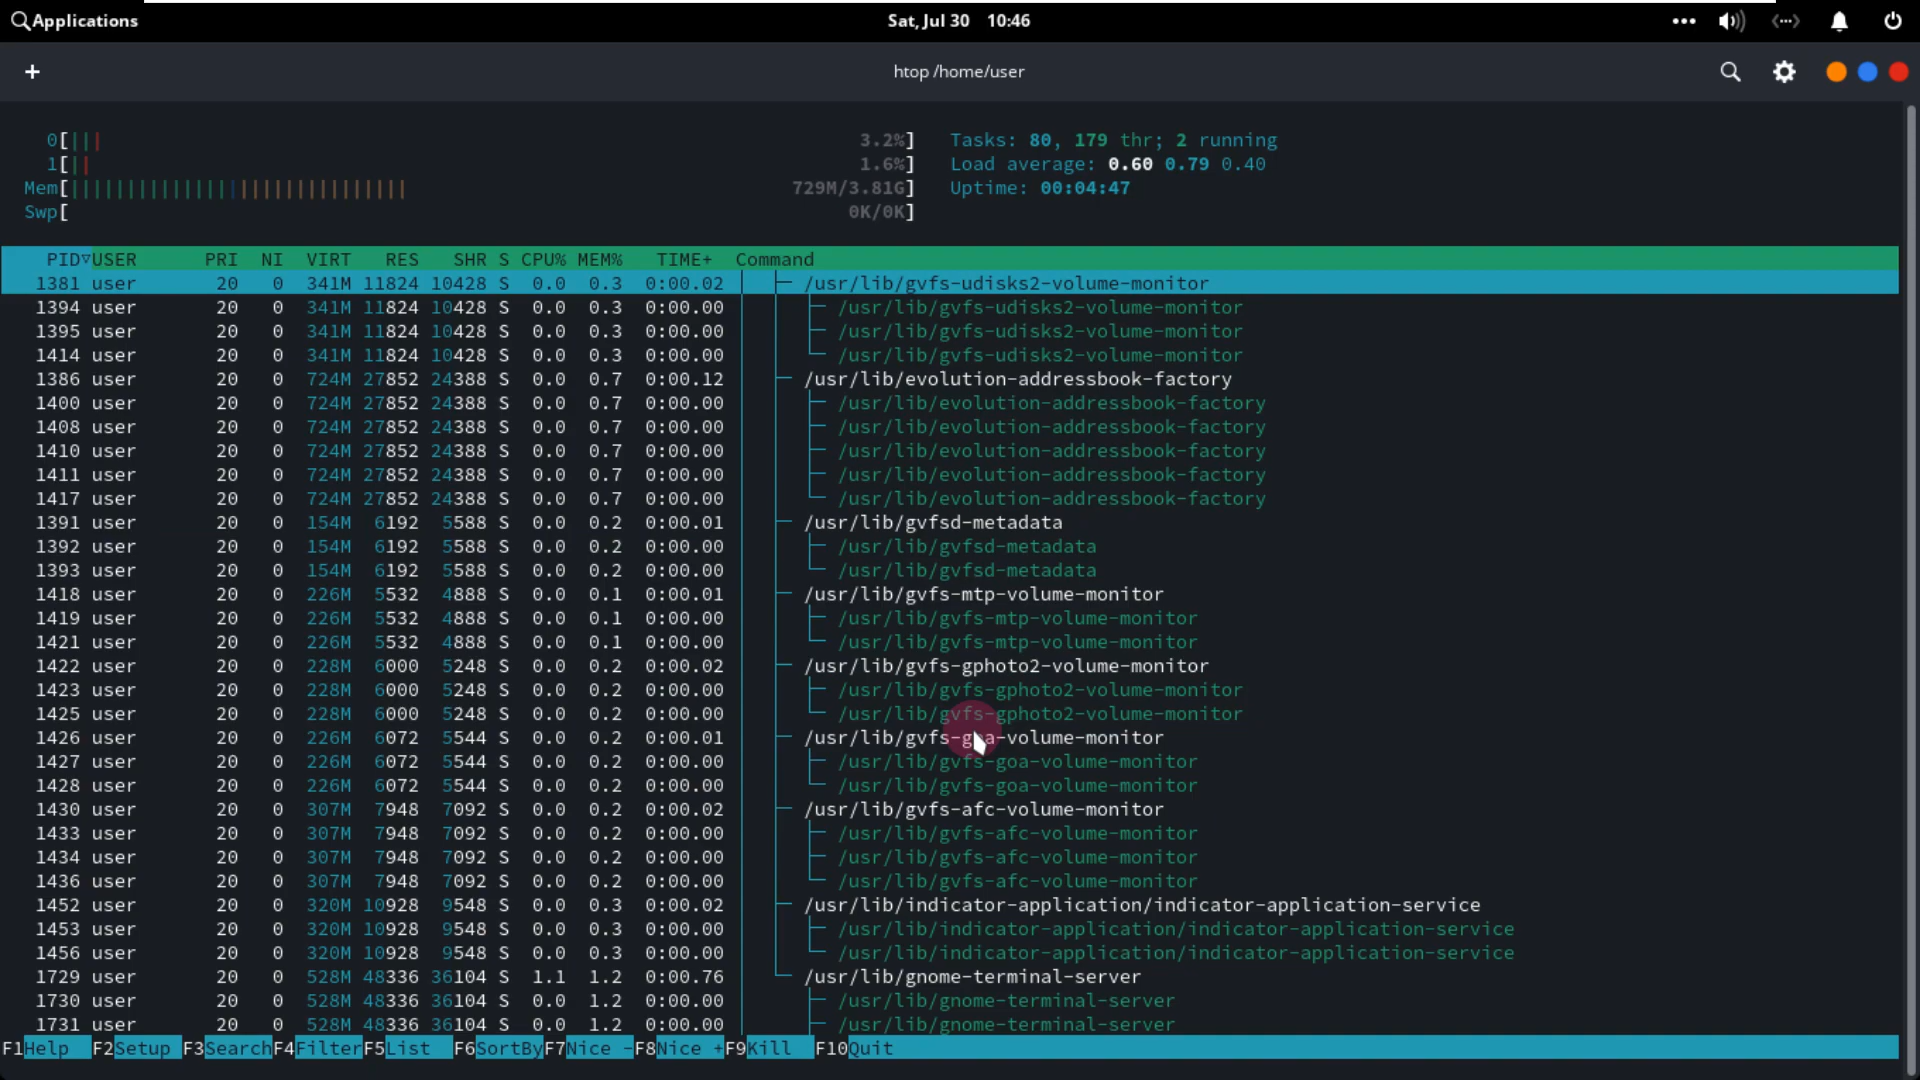 Applications Sat, Jul 30 10:46
+ htop /home/user
0[||| 3.2%] Tasks: 80, 179 thr; 2 running
1[|| 1.6%] Load average: 0.60 0.79 0.40
Mem[|||||||||||||||||||||||||||||| 729M/3.81G] Uptime: 00:04:47
Swp[ 0K/0K]
PID▽USER PRI NI VIRT RES SHR S CPU% MEM% TIME+ Command
1381 user 20 0 341M 11824 10428 S 0.0 0.3 0:00.02 │ ├─ /usr/lib/gvfs-udisks2-volume-monitor
1394 user 20 0 341M 11824 10428 S 0.0 0.3 0:00.00 │ │ ├─ /usr/lib/gvfs-udisks2-volume-monitor
1395 user 20 0 341M 11824 10428 S 0.0 0.3 0:00.00 │ │ ├─ /usr/lib/gvfs-udisks2-volume-monitor
1414 user 20 0 341M 11824 10428 S 0.0 0.3 0:00.00 │ │ └─ /usr/lib/gvfs-udisks2-volume-monitor
1386 user 20 0 724M 27852 24388 S 0.0 0.7 0:00.12 │ ├─ /usr/lib/evolution-addressbook-factory
1400 user 20 0 724M 27852 24388 S 0.0 0.7 0:00.00 │ │ ├─ /usr/lib/evolution-addressbook-factory
1408 user 20 0 724M 27852 24388 S 0.0 0.7 0:00.00 │ │ ├─ /usr/lib/evolution-addressbook-factory
1410 user 20 0 724M 27852 24388 S 0.0 0.7 0:00.00 │ │ ├─ /usr/lib/evolution-addressbook-factory
1411 user 20 0 724M 27852 24388 S 0.0 0.7 0:00.00 │ │ ├─ /usr/lib/evolution-addressbook-factory
1417 user 20 0 724M 27852 24388 S 0.0 0.7 0:00.00 │ │ └─ /usr/lib/evolution-addressbook-factory
1391 user 20 0 154M 6192 5588 S 0.0 0.2 0:00.01 │ ├─ /usr/lib/gvfsd-metadata
1392 user 20 0 154M 6192 5588 S 0.0 0.2 0:00.00 │ │ ├─ /usr/lib/gvfsd-metadata
1393 user 20 0 154M 6192 5588 S 0.0 0.2 0:00.00 │ │ └─ /usr/lib/gvfsd-metadata
1418 user 20 0 226M 5532 4888 S 0.0 0.1 0:00.01 │ ├─ /usr/lib/gvfs-mtp-volume-monitor
1419 user 20 0 226M 5532 4888 S 0.0 0.1 0:00.00 │ │ ├─ /usr/lib/gvfs-mtp-volume-monitor
1421 user 20 0 226M 5532 4888 S 0.0 0.1 0:00.00 │ │ └─ /usr/lib/gvfs-mtp-volume-monitor
1422 user 20 0 228M 6000 5248 S 0.0 0.2 0:00.02 │ ├─ /usr/lib/gvfs-gphoto2-volume-monitor
1423 user 20 0 228M 6000 5248 S 0.0 0.2 0:00.00 │ │ ├─ /usr/lib/gvfs-gphoto2-volume-monitor
1425 user 20 0 228M 6000 5248 S 0.0 0.2 0:00.00 │ │ └─ /usr/lib/gvfs-gphoto2-volume-monitor
1426 user 20 0 226M 6072 5544 S 0.0 0.2 0:00.01 │ ├─ /usr/lib/gvfs-goa-volume-monitor
1427 user 20 0 226M 6072 5544 S 0.0 0.2 0:00.00 │ │ ├─ /usr/lib/gvfs-goa-volume-monitor
1428 user 20 0 226M 6072 5544 S 0.0 0.2 0:00.00 │ │ └─ /usr/lib/gvfs-goa-volume-monitor
1430 user 20 0 307M 7948 7092 S 0.0 0.2 0:00.02 │ ├─ /usr/lib/gvfs-afc-volume-monitor
1433 user 20 0 307M 7948 7092 S 0.0 0.2 0:00.00 │ │ ├─ /usr/lib/gvfs-afc-volume-monitor
1434 user 20 0 307M 7948 7092 S 0.0 0.2 0:00.00 │ │ ├─ /usr/lib/gvfs-afc-volume-monitor
1436 user 20 0 307M 7948 7092 S 0.0 0.2 0:00.00 │ │ └─ /usr/lib/gvfs-afc-volume-monitor
1452 user 20 0 320M 10928 9548 S 0.0 0.3 0:00.02 │ ├─ /usr/lib/indicator-application/indicator-application-service
1453 user 20 0 320M 10928 9548 S 0.0 0.3 0:00.00 │ │ ├─ /usr/lib/indicator-application/indicator-application-service
1456 user 20 0 320M 10928 9548 S 0.0 0.3 0:00.00 │ │ └─ /usr/lib/indicator-application/indicator-application-service
1729 user 20 0 528M 48336 36104 S 1.1 1.2 0:00.76 │ └─ /usr/lib/gnome-terminal-server
1730 user 20 0 528M 48336 36104 S 0.0 1.2 0:00.00 │ ├─ /usr/lib/gnome-terminal-server
1731 user 20 0 528M 48336 36104 S 0.0 1.2 0:00.00 │ ├─ /usr/lib/gnome-terminal-server
F1Help F2Setup F3SearchF4FilterF5List F6SortByF7Nice -F8Nice +F9Kill F10Quit